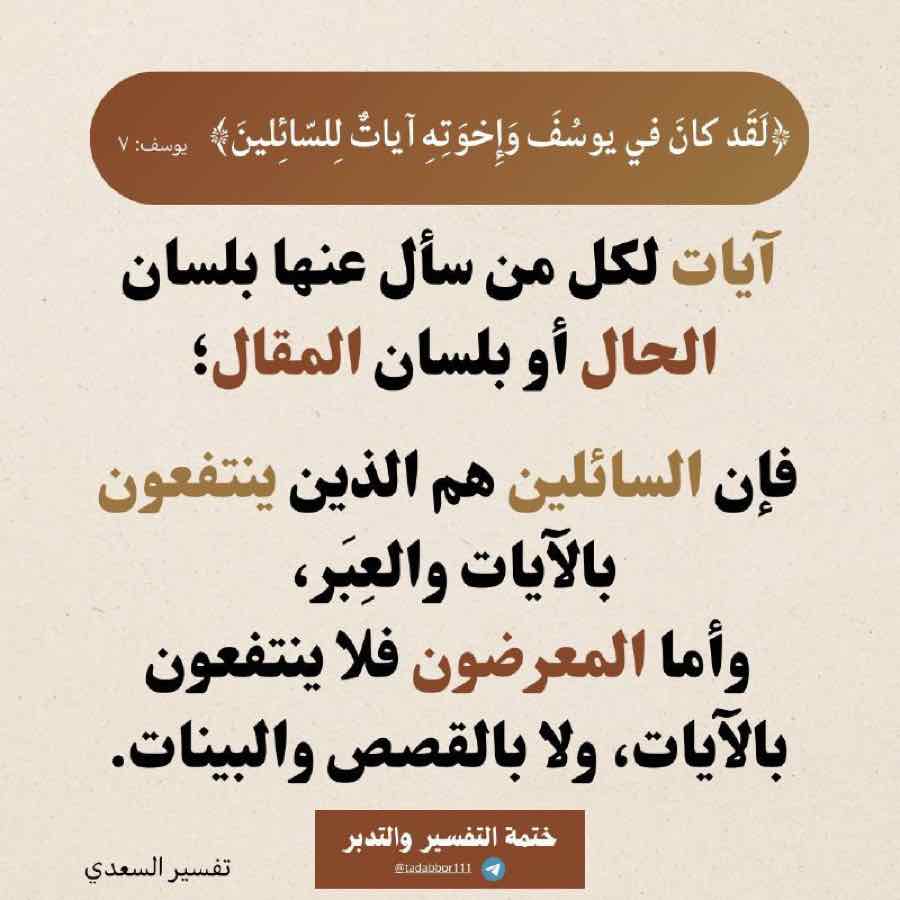 ﴿لَقَد كانَ في يوسُفَ وَإِخوَتِهِ آياتٌ لِلسّائِلينَ﴾ يوسف: ٧
آيات لكل من سأل عنها بلسان
الحال أو بلسان المقال؛
فإن السائلين هم الذين ينتفعون
بالآيات والعِبَر،
وأما المعرضون فلا ينتفعون
بالآيات، ولا بالقصص والبينات.
ختمة التفسير والتدبر
@tadabbor111
تفسير السعدي